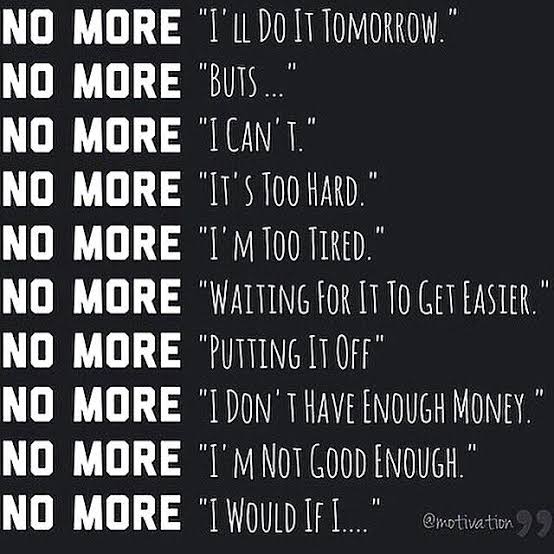 NO MORE "I'll Do It Tomorrow."
NO MORE "Buts ..."
NO MORE "I Can't."
NO MORE "It's Too Hard."
NO MORE "I'm Too Tired."
NO MORE "Waiting For It To Get Easier."
NO MORE "Putting It Off"
NO MORE "I Don't Have Enough Money."
NO MORE "I'm Not Good Enough."
NO MORE "I Would If I...."
@motivation